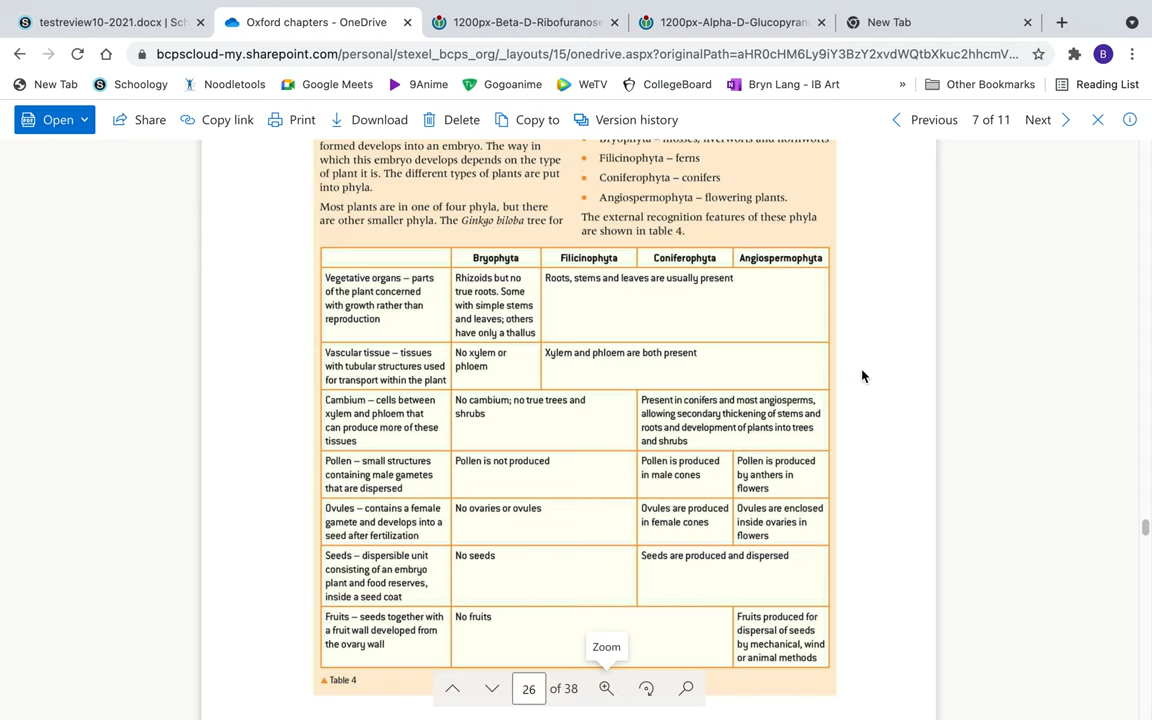 testreview10-2021.docx | Sch
Oxford chapters - OneDrive
1200px-Beta-D-Ribofuranose
1200px-Alpha-D-Glucopyran
New Tab
bcpscloud-my.sharepoint.com/personal/stexel_bcps_org/_layouts/15/onedrive.aspx?originalPath=aHR0cHM6Ly9iY3BzY2xvdWQtbXkuc2hhcmV...
B
New Tab
Schoology
Noodletools
Google Meets
9Anime
Gogoanime
WeTV
CollegeBoard
Bryn Lang - IB Art
»
Other Bookmarks
Reading List
Open
Share
Copy link
Print
Download
Delete
Copy to
Version history
Previous
7 of 11
Next
formed develops into an embryo. The way in
which this embryo develops depends on the type
of plant it is. The different types of plants are put
into phyla.
Most plants are in one of four phyla, but there
are other smaller phyla. The Ginkgo biloba tree for
Bryophyta – mosses, liverworts and hornworts
• Filicinophyta – ferns
• Coniferophyta – conifers
• Angiospermophyta – flowering plants.
The external recognition features of these phyla
are shown in table 4.
Bryophyta
Filicinophyta
Coniferophyta
Angiospermophyta
Vegetative organs – parts
of the plant concerned
with growth rather than
reproduction
Rhizoids but no
true roots. Some
with simple stems
and leaves; others
have only a thallus
Roots, stems and leaves are usually present
Vascular tissue – tissues
with tubular structures used
for transport within the plant
No xylem or
phloem
Xylem and phloem are both present
Cambium – cells between
xylem and phloem that
can produce more of these
tissues
No cambium; no true trees and
shrubs
Present in conifers and most angiosperms,
allowing secondary thickening of stems and
roots and development of plants into trees
and shrubs
Pollen – small structures
containing male gametes
that are dispersed
Pollen is not produced
Pollen is produced
in male cones
Pollen is produced
by anthers in
flowers
Ovules – contains a female
gamete and develops into a
seed after fertilization
No ovaries or ovules
Ovules are produced
in female cones
Ovules are enclosed
inside ovaries in
flowers
Seeds – dispersible unit
consisting of an embryo
plant and food reserves,
inside a seed coat
No seeds
Seeds are produced and dispersed
Fruits – seeds together with
a fruit wall developed from
the ovary wall
No fruits
Fruits produced for
dispersal of seeds
by mechanical, wind
or animal methods
Zoom
▲ Table 4
26 of 38